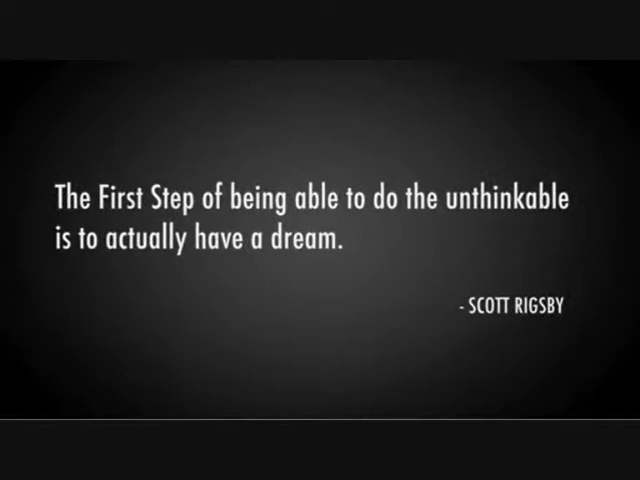 The First Step of being able to do the unthinkable
is to actually have a dream.
- SCOTT RIGSBY